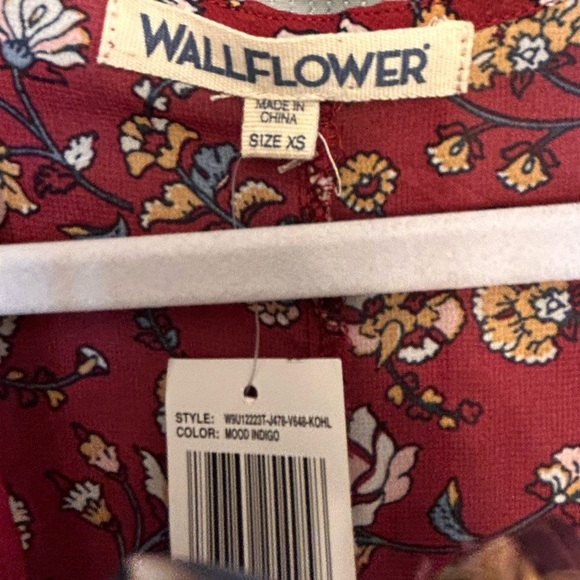 WALLFLOWER®
MADE IN
CHINA
SIZE XS
STYLE: W9U12223T-J479-V648-KOHL
COLOR: MOOD INDIGO